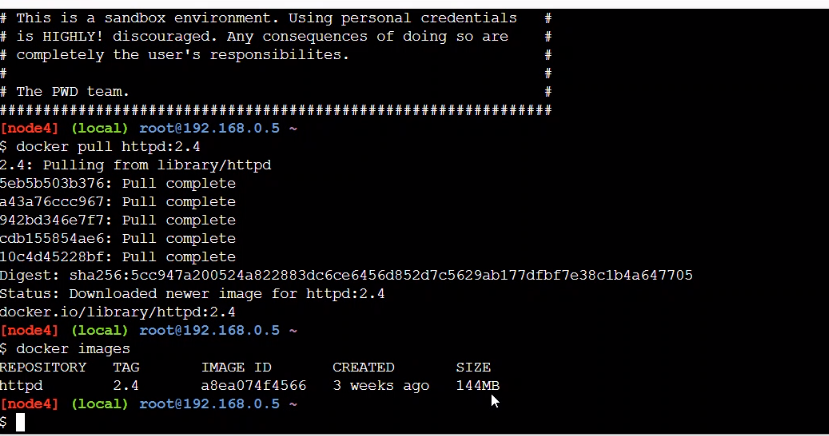 # This is a sandbox environment. Using personal credentials #
# is HIGHLY! discouraged. Any consequences of doing so are #
# completely the user's responsibilites. #
# #
# The PWD team. #
###############################################################
[node4] (local) root@192.168.0.5 ~
$ docker pull httpd:2.4
2.4: Pulling from library/httpd
5eb5b503b376: Pull complete
a43a76ccc967: Pull complete
942bd346e7f7: Pull complete
cdb155854ae6: Pull complete
10c4d45228bf: Pull complete
Digest: sha256:5cc947a200524a822883dc6ce6456d852d7c5629ab177dfbf7e38c1b4a647705
Status: Downloaded newer image for httpd:2.4
docker.io/library/httpd:2.4
[node4] (local) root@192.168.0.5 ~
$ docker images
REPOSITORY TAG IMAGE ID CREATED SIZE
httpd 2.4 a8ea074f4566 3 weeks ago 144MB
[node4] (local) root@192.168.0.5 ~
$